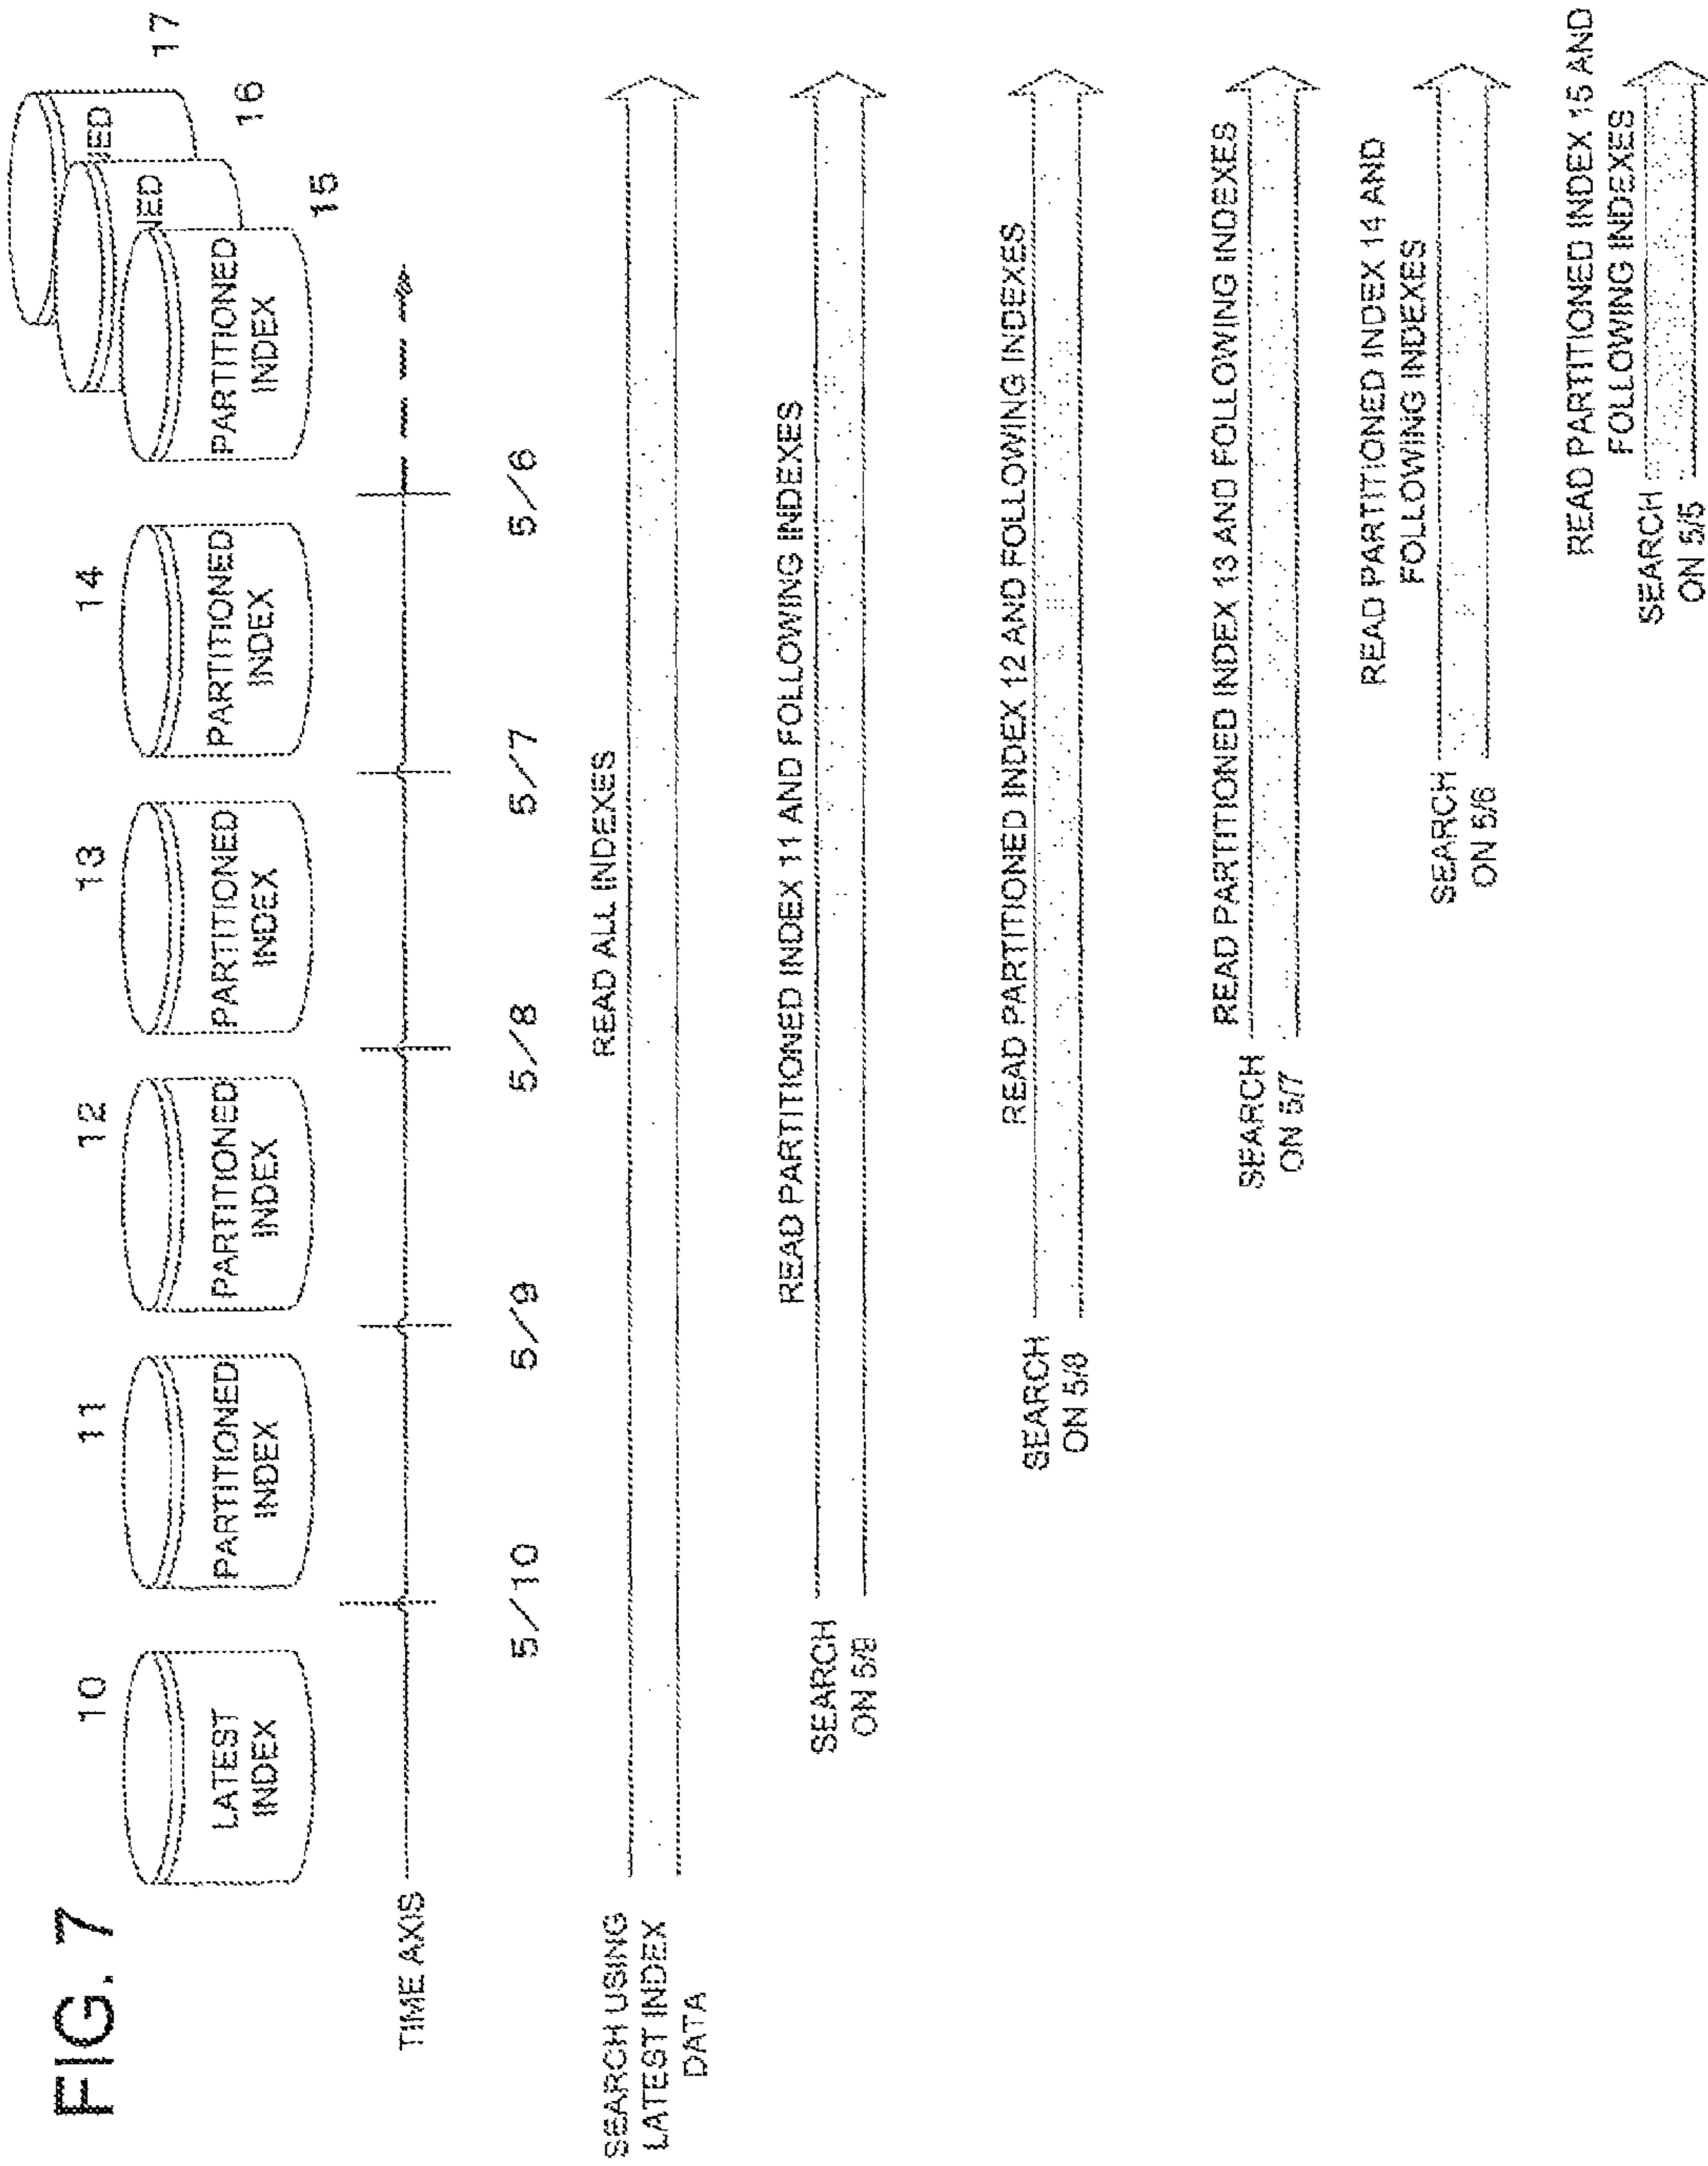 FIG. 7
10
11
12
13
14
15
16
17
LATEST
INDEX
PARTITIONED
INDEX
PARTITIONED
INDEX
PARTITIONED
INDEX
PARTITIONED
INDEX
PARTITIONED
INDEX
NED
NED
TIME AXIS
5/10
5/9
5/8
5/7
5/6
SEARCH USING
LATEST INDEX
DATA
READ ALL INDEXES
SEARCH
ON
READ PARTITIONED INDEX 11 AND FOLLOWING INDEXES
SEARCH
ON
READ PARTITIONED INDEX 12 AND FOLLOWING INDEXES
SEARCH
ON 5/7
READ PARTITIONED INDEX 13 AND FOLLOWING INDEXES
SEARCH
ON 5/6
READ PARTITIONED INDEX 14 AND
FOLLOWING INDEXES
SEARCH
ON 5/5
READ PARTITIONED INDEX 15 AND
FOLLOWING INDEXES